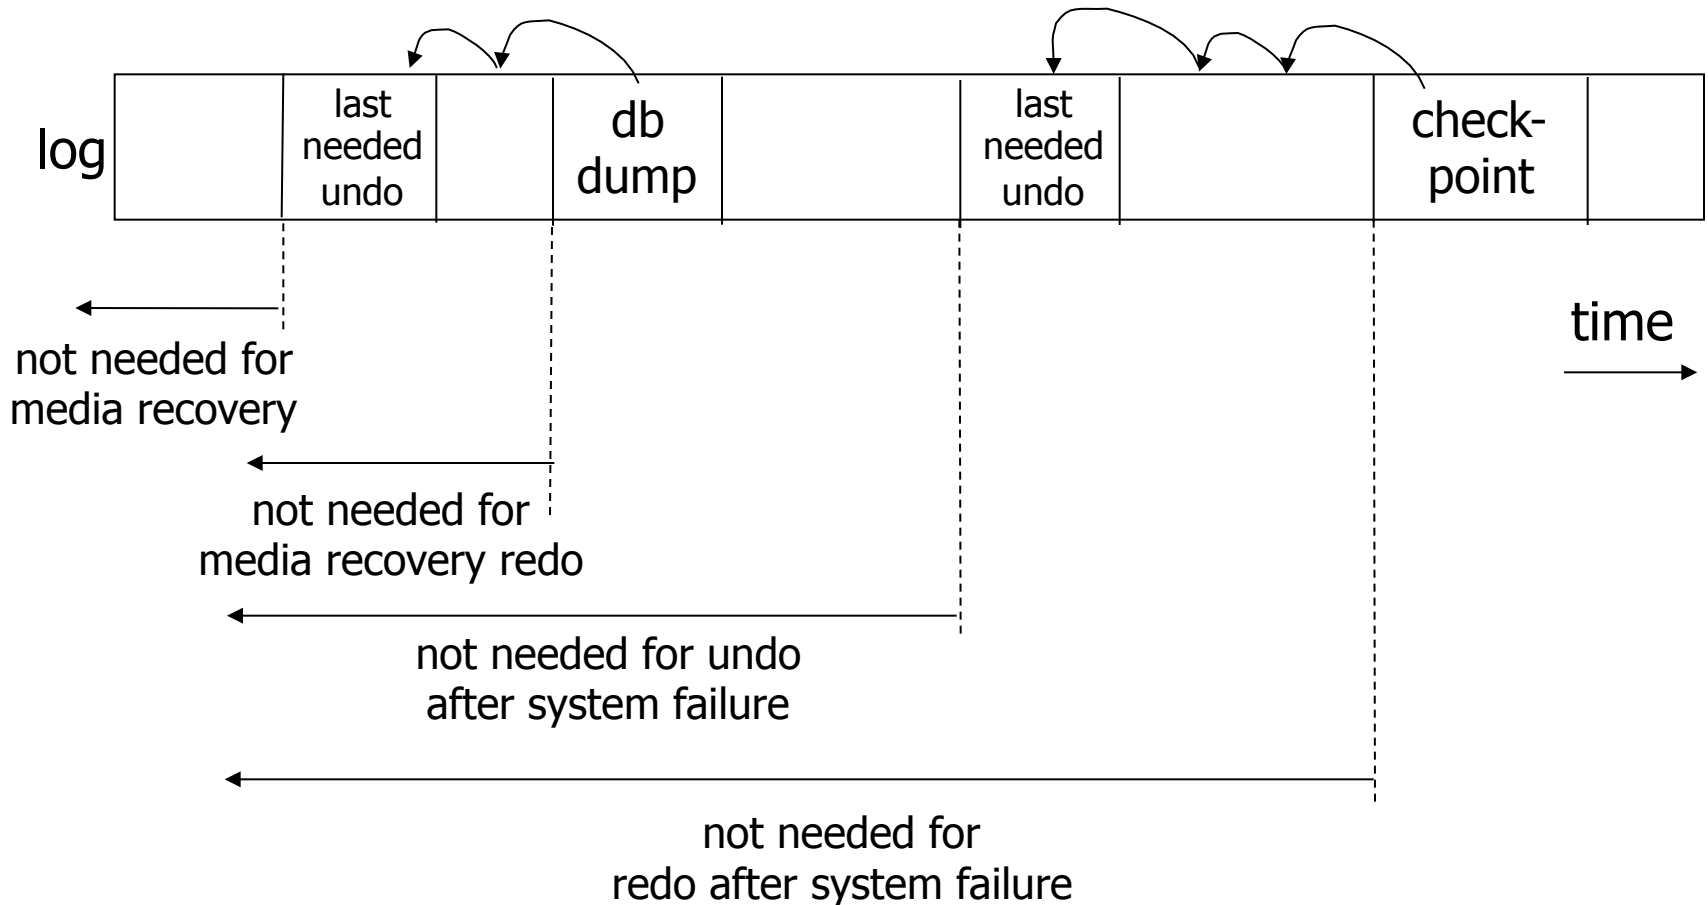 log
last
needed
undo
db
dump
last
needed
undo
check-
point
time
not needed for
media recovery
not needed for
media recovery redo
not needed for undo
after system failure
not needed for
redo after system failure